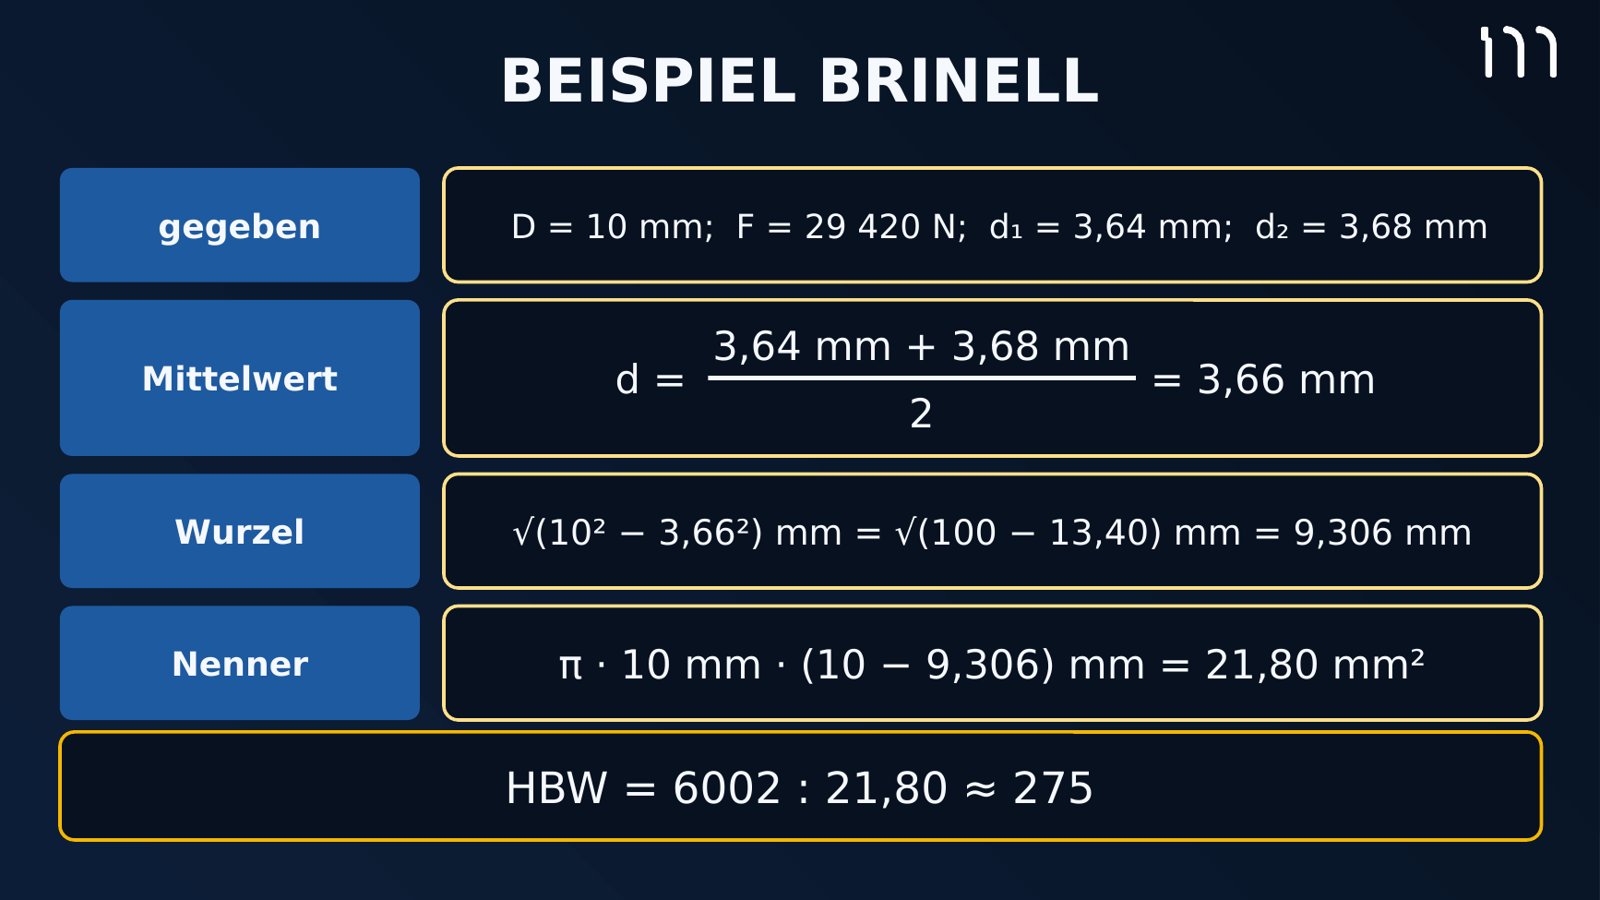 BEISPIEL BRINELL
gegeben
D = 10 mm; F = 29 420 N; d₁ = 3,64 mm; d₂ = 3,68 mm
Mittelwert
d = (3,64 mm + 3,68 mm) / 2 = 3,66 mm
Wurzel
√(10² − 3,66²) mm = √(100 − 13,40) mm = 9,306 mm
Nenner
π · 10 mm · (10 − 9,306) mm = 21,80 mm²
HBW = 6002 : 21,80 ≈ 275